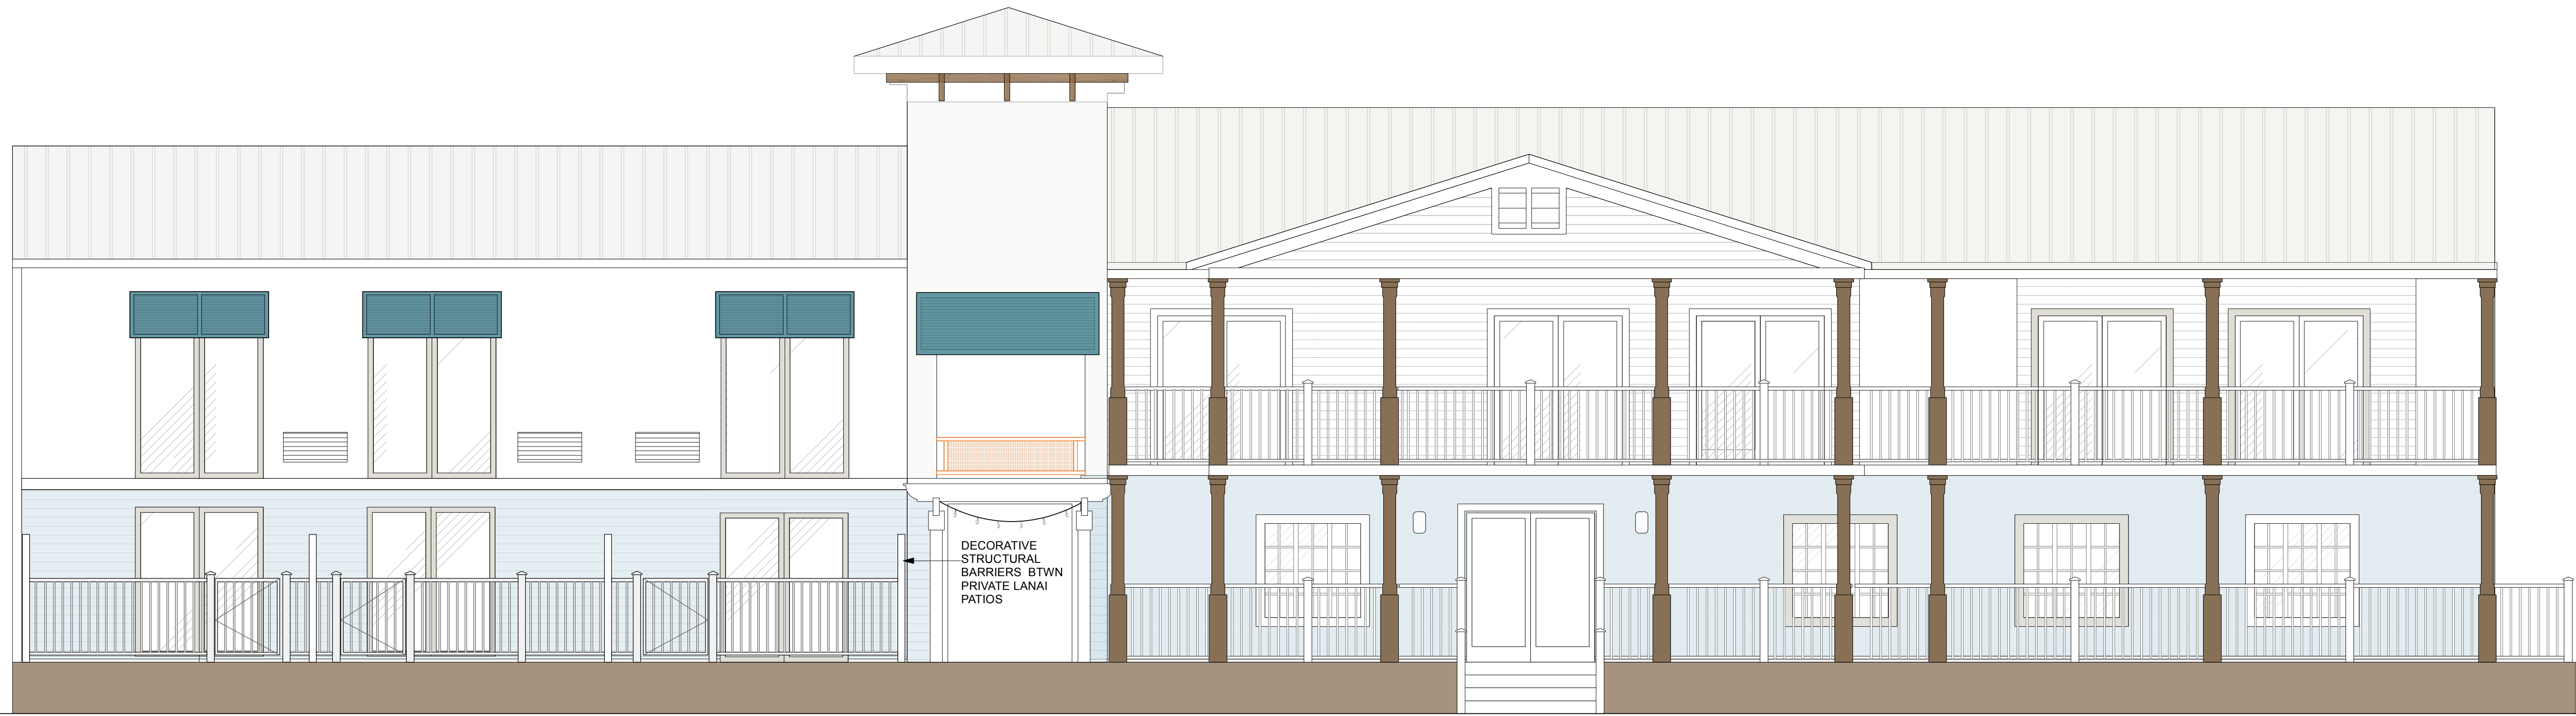 DECORATIVE
STRUCTURAL
BARRIERS BTWN
PRIVATE LANAI
PATIOS